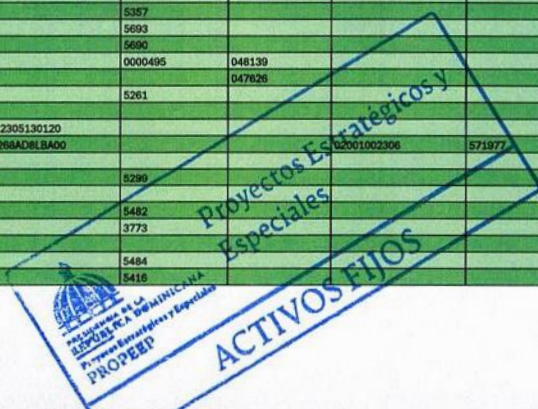 5357
5693
5690
0000495 048139
047626
5261
2305130120
268AD8LBA00 02001002306 571977
5299
5482
3773
5484
5416
Proyectos Estratégicos y
Especiales
ACTIVOS FIJOS
PRESIDENCIA DE LA
REPÚBLICA DOMINICANA
Proyectos Estratégicos y Especiales
PROPEEP